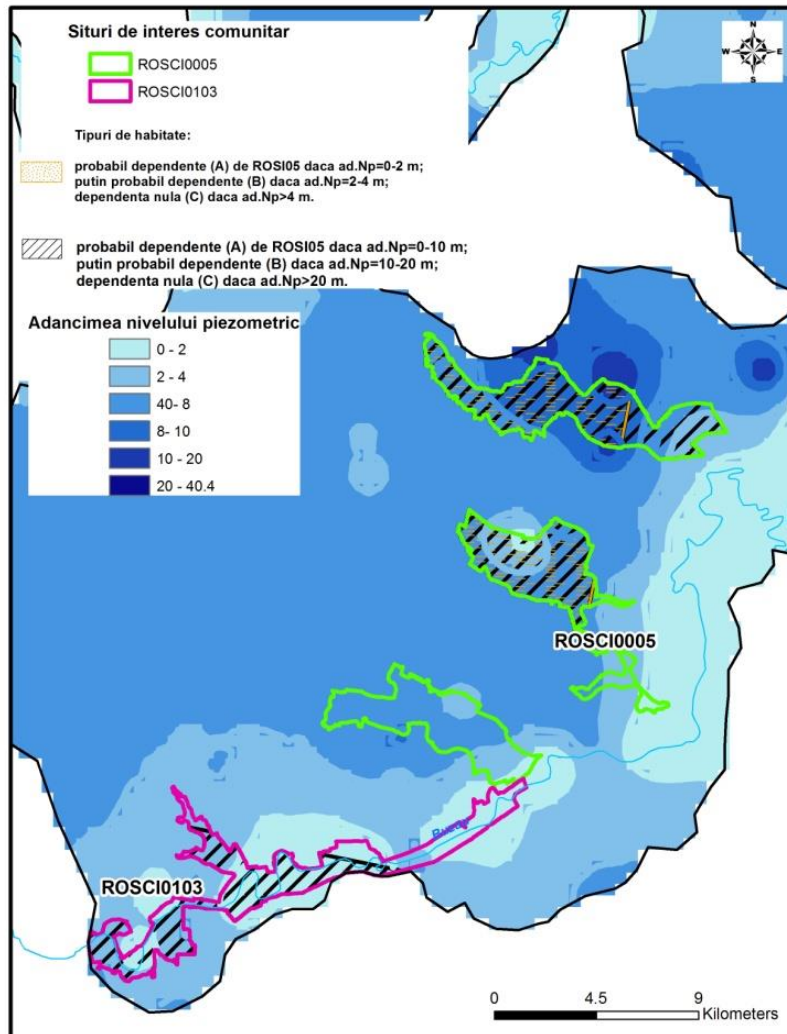 Situri de interes comunitar
ROSCI0005
ROSCI0103
Tipuri de habitate:
probabil dependente (A) de ROSI05 daca ad.Np=0-2 m;
putin probabil dependente (B) daca ad.Np=2-4 m;
dependenta nula (C) daca ad.Np>4 m.
probabil dependente (A) de ROSI05 daca ad.Np=0-10 m;
putin probabil dependente (B) daca ad.Np=10-20 m;
dependenta nula (C) daca ad.Np>20 m.
Adancimea nivelului piezometric
0 - 2
2 - 4
40- 8
8- 10
10 - 20
20 - 40.4
N
W E
S
ROSCI0005
ROSCI0103
0 4.5 9
Kilometers